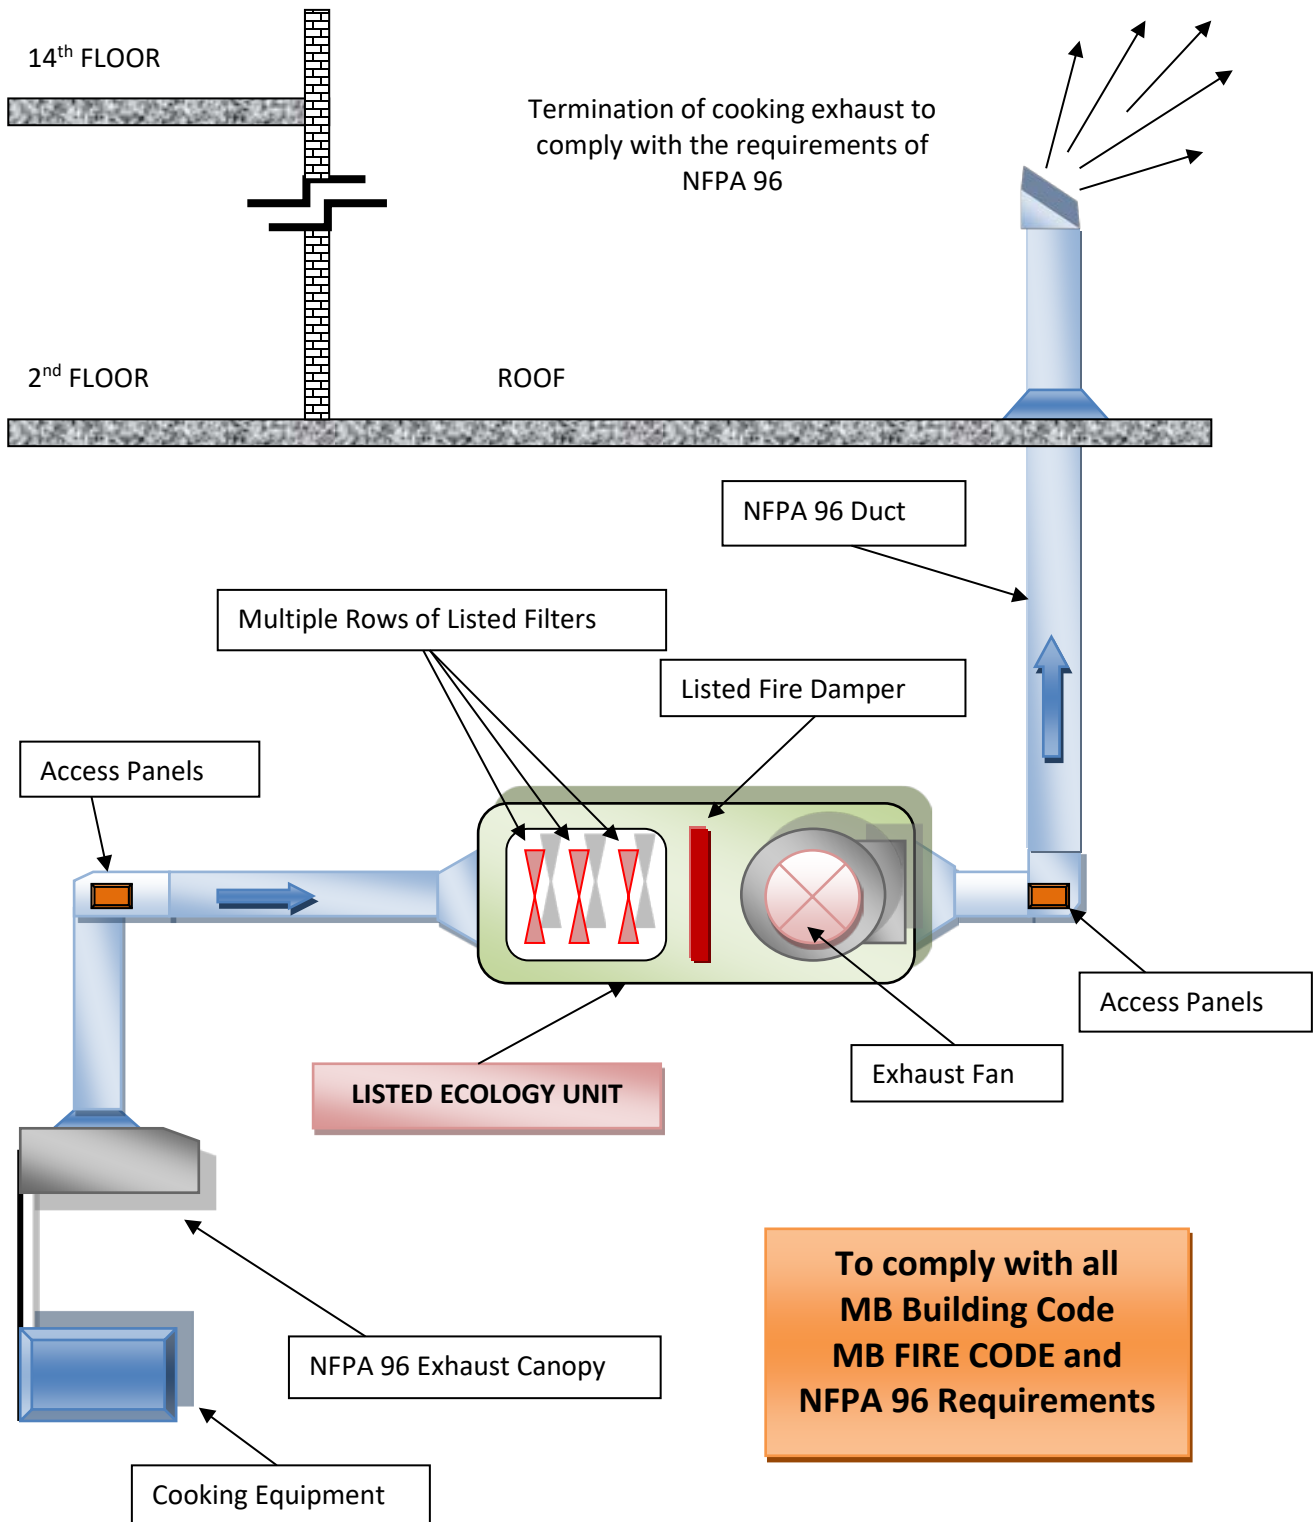 14th FLOOR
Termination of cooking exhaust to
comply with the requirements of
NFPA 96
2nd FLOOR
ROOF
NFPA 96 Duct
Multiple Rows of Listed Filters
Listed Fire Damper
Access Panels
Access Panels
Exhaust Fan
LISTED ECOLOGY UNIT
To comply with all
MB Building Code
MB FIRE CODE and
NFPA 96 Requirements
NFPA 96 Exhaust Canopy
Cooking Equipment